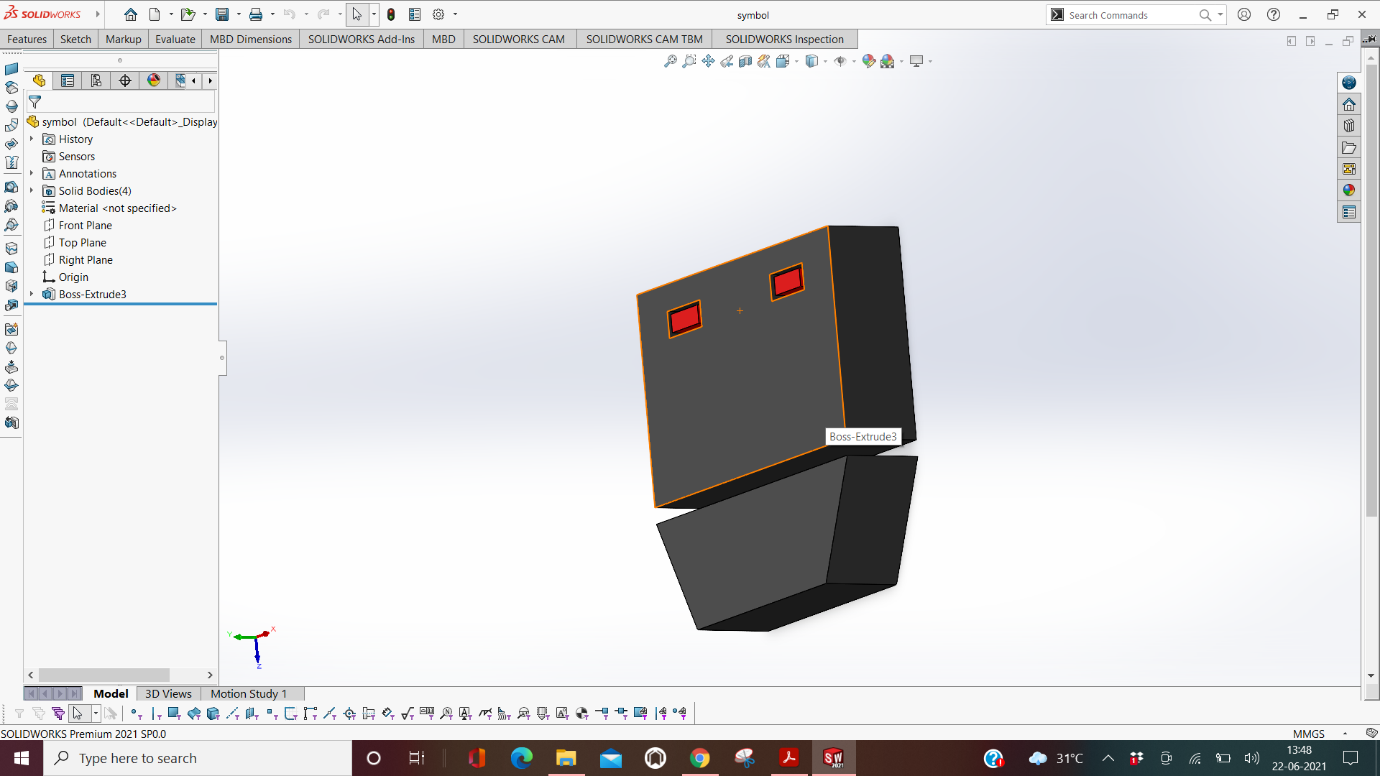 SOLIDWORKS
symbol
Search Commands
Features Sketch Markup Evaluate MBD Dimensions SOLIDWORKS Add-Ins MBD SOLIDWORKS CAM SOLIDWORKS CAM TBM SOLIDWORKS Inspection
symbol (Default<<Default>_Display
History
Sensors
Annotations
Solid Bodies(4)
Material <not specified>
Front Plane
Top Plane
Right Plane
Origin
Boss-Extrude3
Boss-Extrude3
Y X
Z
Model 3D Views Motion Study 1
SOLIDWORKS Premium 2021 SP0.0
MMGS
Type here to search
SW
2021
31°C
13:48
22-06-2021